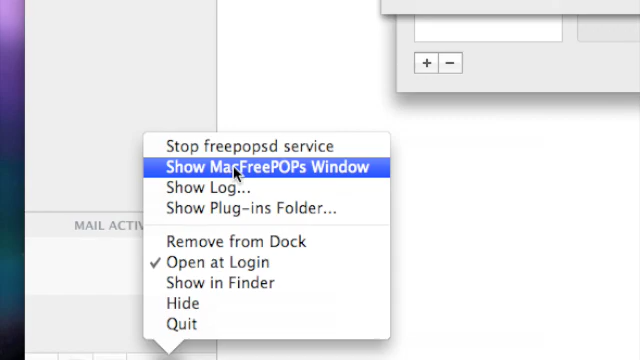 + −
Stop freepopsd service
Show MacFreePOPs Window
Show Log...
Show Plug-ins Folder...
MAIL ACTIV
Remove from Dock
✓ Open at Login
Show in Finder
Hide
Quit